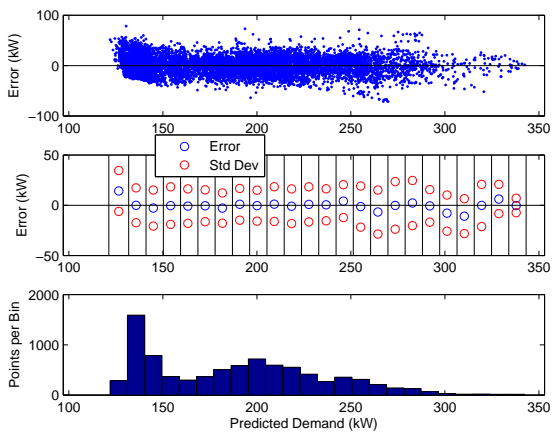 100
0
−100
Error (kW)
100 150 200 250 300 350
Error
Std Dev
50
0
−50
Error (kW)
100 150 200 250 300 350
2000
1000
0
Points per Bin
100 150 200 250 300 350
Predicted Demand (kW)